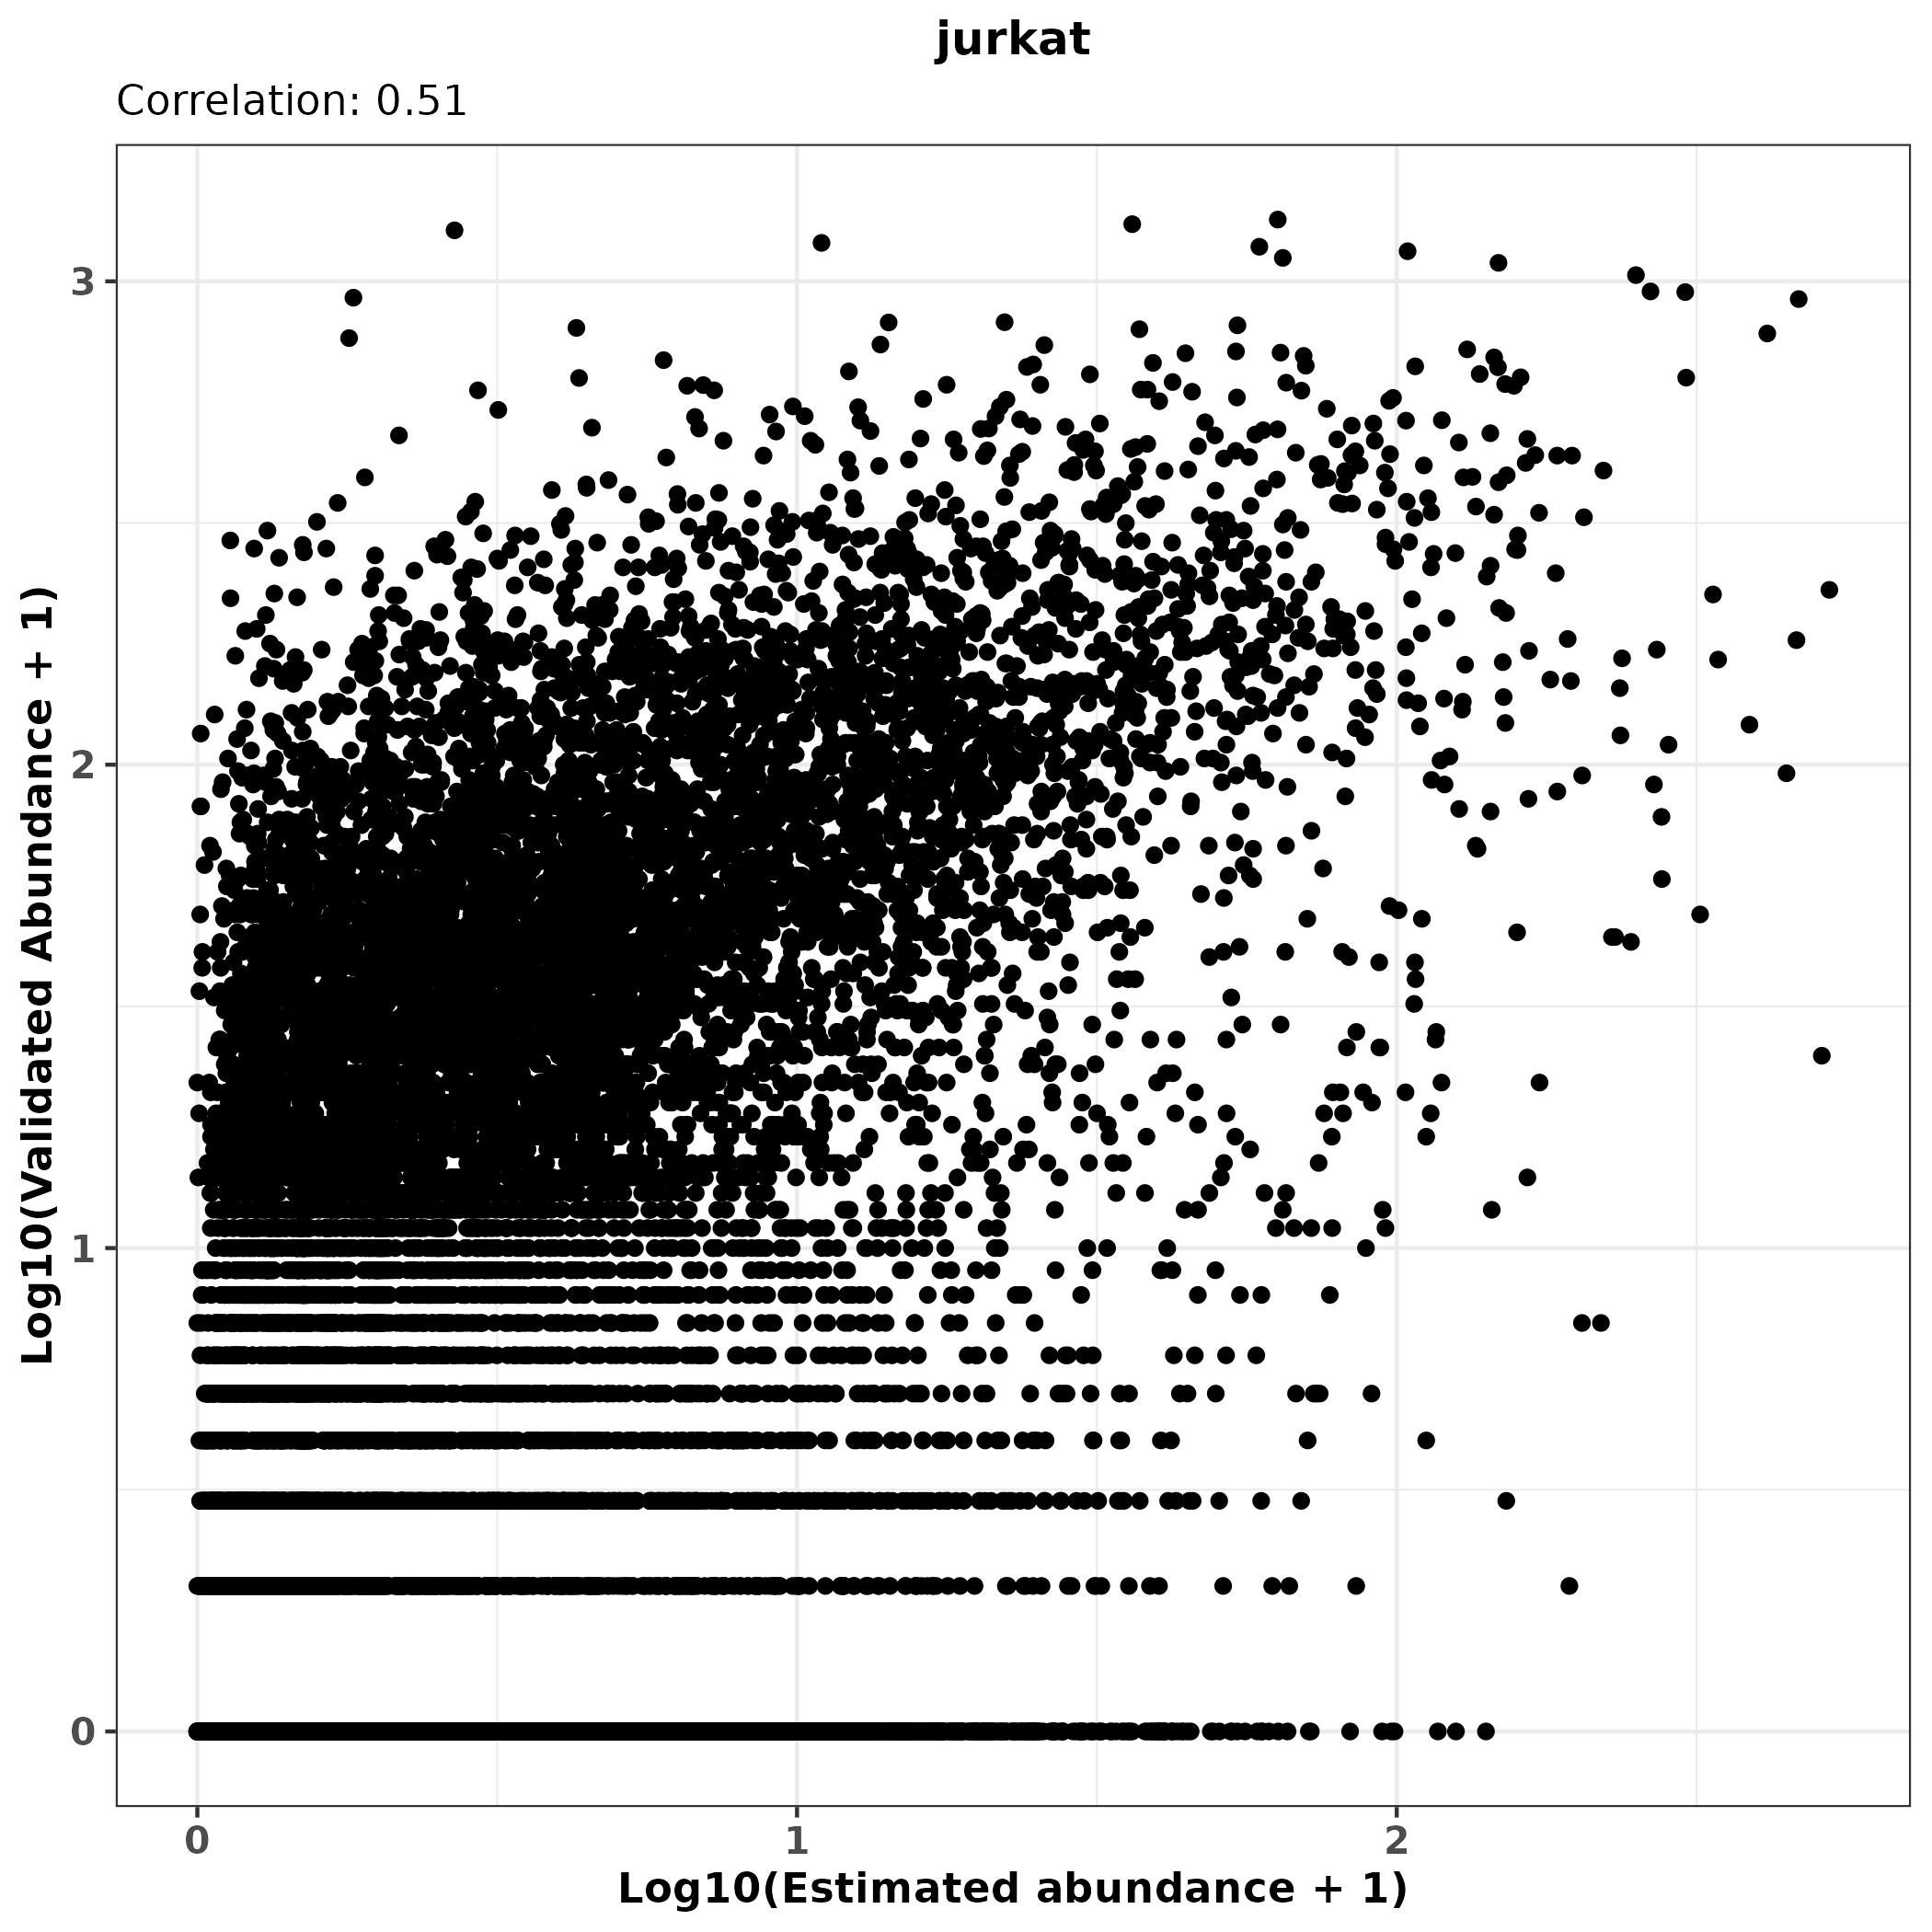 jurkat
Correlation: 0.51
Log10(Validated Abundance + 1)
3
2
1
0
0
1
2
Log10(Estimated abundance + 1)